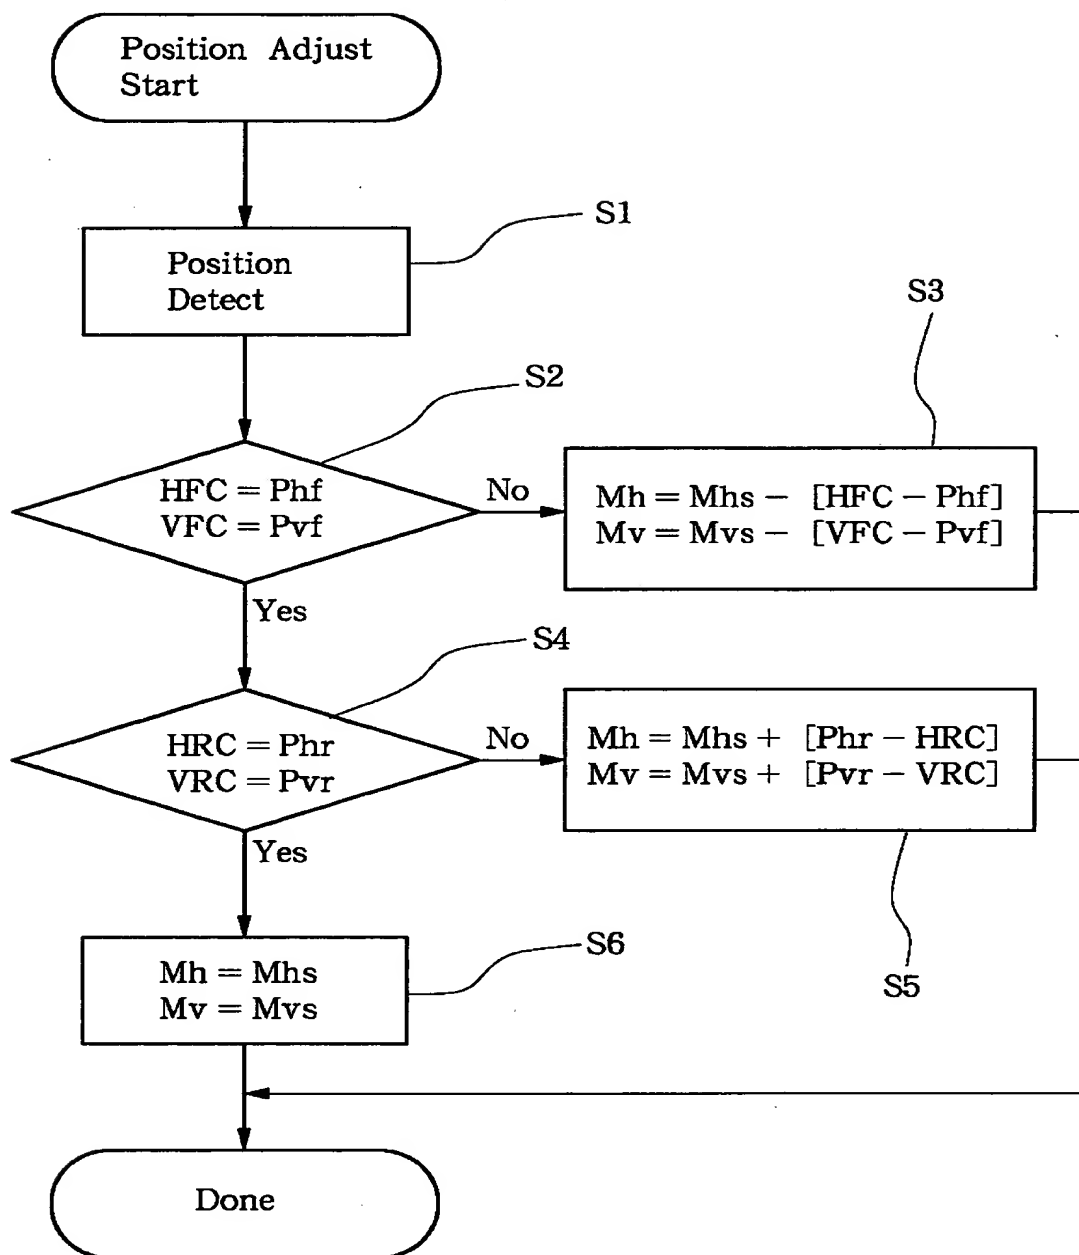 Position Adjust
Start
S1
Position
Detect
S3
S2
HFC = Phf
VFC = Pvf
No
Mh = Mhs − [HFC − Phf]
Mv = Mvs − [VFC − Pvf]
Yes
S4
HRC = Phr
VRC = Pvr
No
Mh = Mhs + [Phr − HRC]
Mv = Mvs + [Pvr − VRC]
Yes
S6
S5
Mh = Mhs
Mv = Mvs
Done